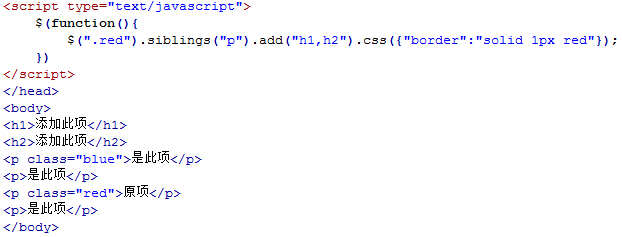 <script type="text/javascript">
    $(function(){
        $(".red").siblings("p").add("h1,h2").css({"border":"solid 1px red"});
    })
</script>
</head>
<body>
<h1>添加此项</h1>
<h2>添加此项</h2>
<p class="blue">是此项</p>
<p>是此项</p>
<p class="red">原项</p>
<p>是此项</p>
</body>